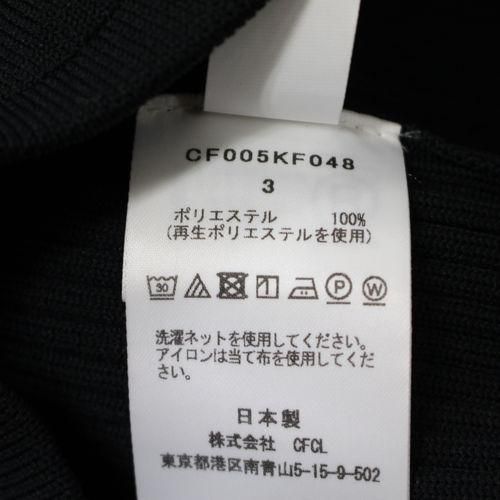 CF005KF048
3
ポリエステル 100%
(再生ポリエステルを使用)
30 P W
洗濯ネットを使用してください。
アイロンは当て布を使用してくだ
さい。
日本製
株式会社 CFCL
東京都港区南青山5-15-9-502